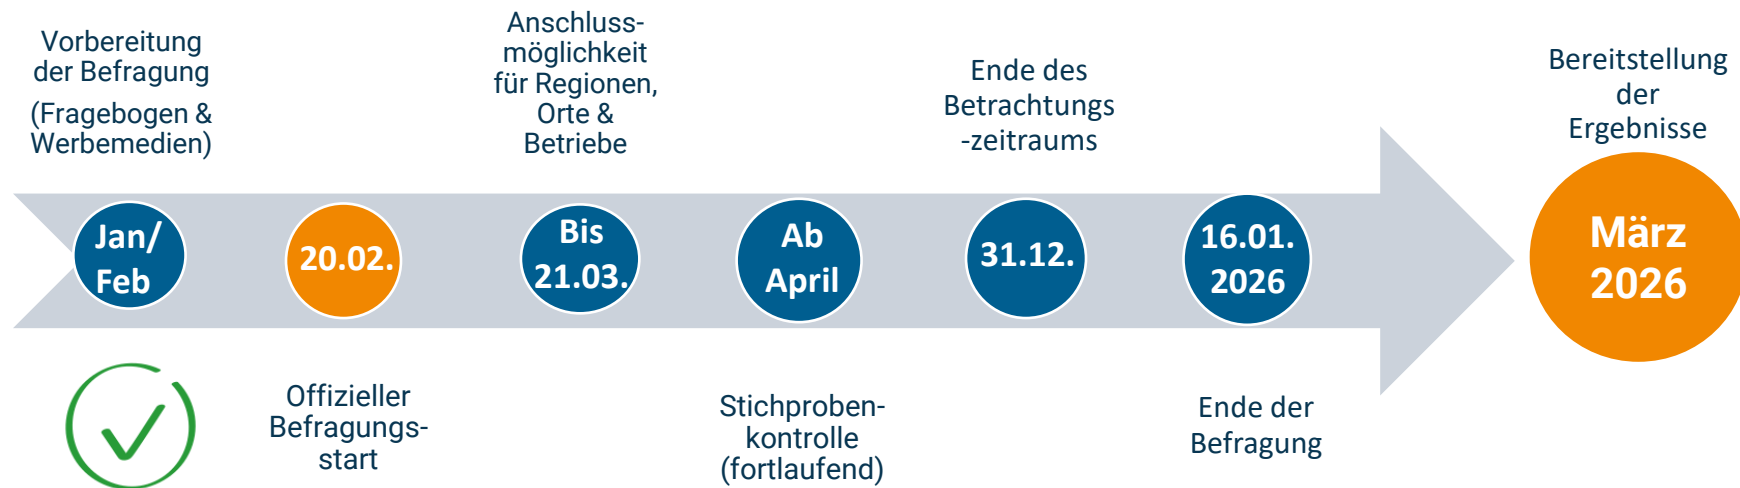 Vorbereitung
der Befragung
(Fragebogen &
Werbemedien)
Jan/
Feb
20.02.
Offizieller
Befragungs-
start
Anschluss-
möglichkeit
für Regionen,
Orte &
Betriebe
Bis
21.03.
Ab
April
Stichproben-
kontrolle
(fortlaufend)
Ende des
Betrachtungs
-zeitraums
31.12.
16.01.
2026
Ende der
Befragung
Bereitstellung
der
Ergebnisse
März
2026